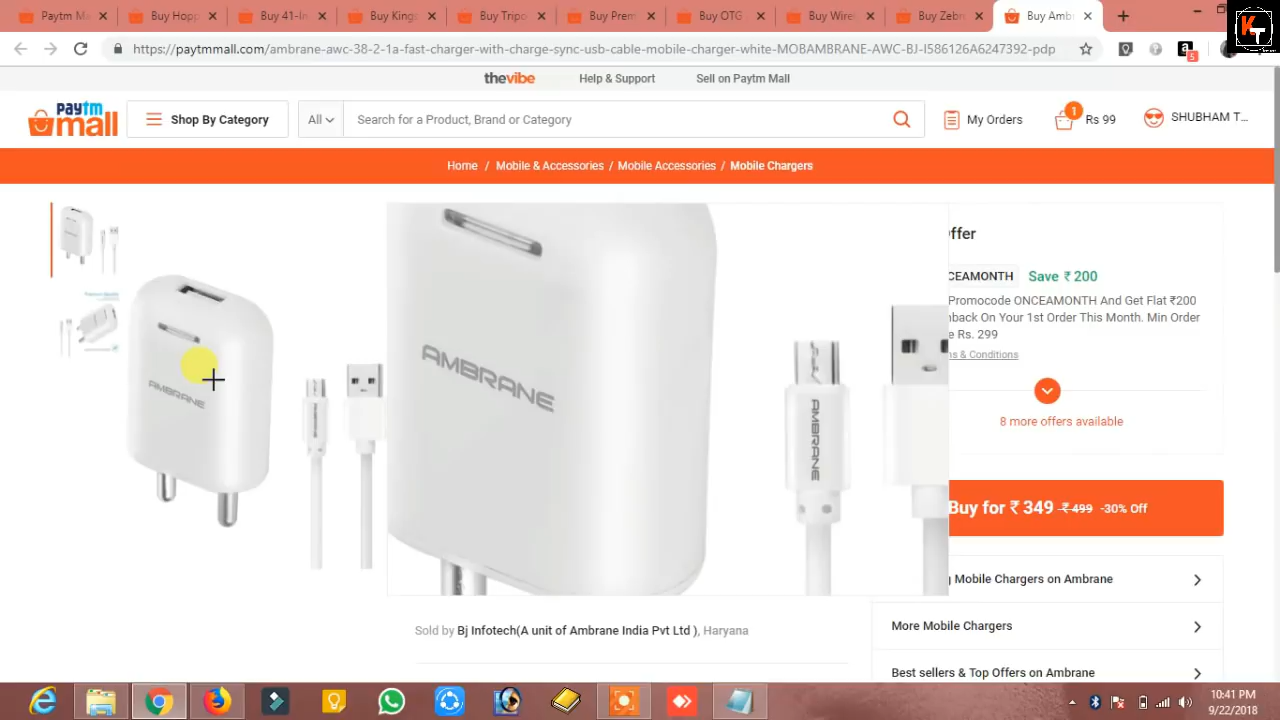 Paytm Ma
Buy Hopp
Buy 41-In
Buy Kings
Buy Tripo
Buy Prem
Buy OTG
Buy Wire
Buy Zebr
Buy Amb
KT
https://paytmmall.com/ambrane-awc-38-2-1a-fast-charger-with-charge-sync-usb-cable-mobile-charger-white-MOBAMBRANE-AWC-BJ-I586126A6247392-pdp
5
thevibe
Help & Support
Sell on Paytm Mall
paytm
mall
Shop By Category
All
Search for a Product, Brand or Category
My Orders
1
Rs 99
SHUBHAM T...
Home / Mobile & Accessories / Mobile Accessories / Mobile Chargers
ffer
CEAMONTH
Save ₹ 200
Promocode ONCEAMONTH And Get Flat ₹200
hback On Your 1st Order This Month. Min Order
e Rs. 299
s & Conditions
8 more offers available
AMBRANE
AMBRANE
AMBRANE
Buy for ₹ 349 ₹ 499 -30% Off
Mobile Chargers on Ambrane
Sold by Bj Infotech(A unit of Ambrane India Pvt Ltd ), Haryana
More Mobile Chargers
Best sellers & Top Offers on Ambrane
10:41 PM
9/22/2018